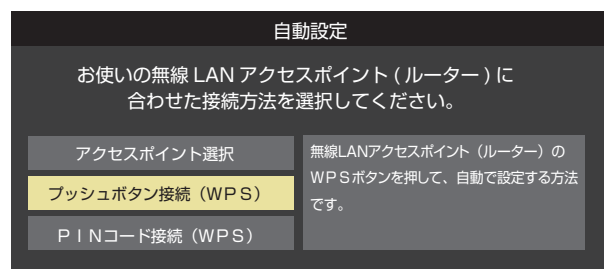 自動設定
お使いの無線 LAN アクセスポイント ( ルーター ) に
合わせた接続方法を選択してください。
アクセスポイント選択
プッシュボタン接続（WPS）
PINコード接続（WPS）
無線LANアクセスポイント（ルーター）の
WPSボタンを押して、自動で設定する方法
です。